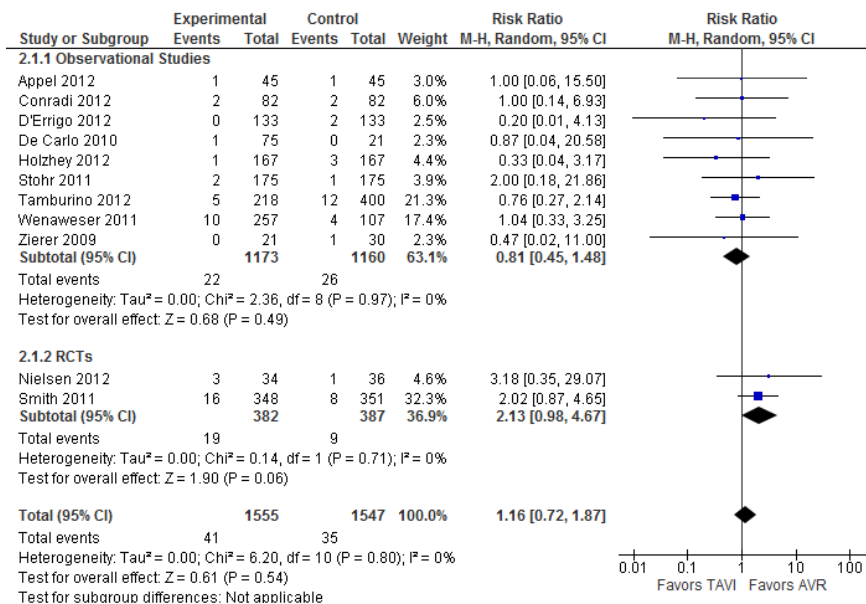 Experimental Control Risk Ratio Risk Ratio
Study or Subgroup Events Total Events Total Weight M-H, Random, 95% CI M-H, Random, 95% CI
2.1.1 Observational Studies
Appel 2012 1 45 1 45 3.0% 1.00 [0.06, 15.50]
Conradi 2012 2 82 2 82 6.0% 1.00 [0.14, 6.93]
D'Errigo 2012 0 133 2 133 2.5% 0.20 [0.01, 4.13]
De Carlo 2010 1 75 0 21 2.3% 0.87 [0.04, 20.58]
Holzhey 2012 1 167 3 167 4.4% 0.33 [0.04, 3.17]
Stohr 2011 2 175 1 175 3.9% 2.00 [0.18, 21.86]
Tamburino 2012 5 218 12 400 21.3% 0.76 [0.27, 2.14]
Wenaweser 2011 10 257 4 107 17.4% 1.04 [0.33, 3.25]
Zierer 2009 0 21 1 30 2.3% 0.47 [0.02, 11.00]
Subtotal (95% CI) 1173 1160 63.1% 0.81 [0.45, 1.48]
Total events 22 26
Heterogeneity: Tau² = 0.00; Chi² = 2.36, df = 8 (P = 0.97); I² = 0%
Test for overall effect: Z = 0.68 (P = 0.49)
2.1.2 RCTs
Nielsen 2012 3 34 1 36 4.6% 3.18 [0.35, 29.07]
Smith 2011 16 348 8 351 32.3% 2.02 [0.87, 4.65]
Subtotal (95% CI) 382 387 36.9% 2.13 [0.98, 4.67]
Total events 19 9
Heterogeneity: Tau² = 0.00; Chi² = 0.14, df = 1 (P = 0.71); I² = 0%
Test for overall effect: Z = 1.90 (P = 0.06)
Total (95% CI) 1555 1547 100.0% 1.16 [0.72, 1.87]
Total events 41 35
Heterogeneity: Tau² = 0.00; Chi² = 6.20, df = 10 (P = 0.80); I² = 0%
Test for overall effect: Z = 0.61 (P = 0.54)
Test for subgroup differences: Not applicable
0.01 0.1 1 10 100
Favors TAVI Favors AVR